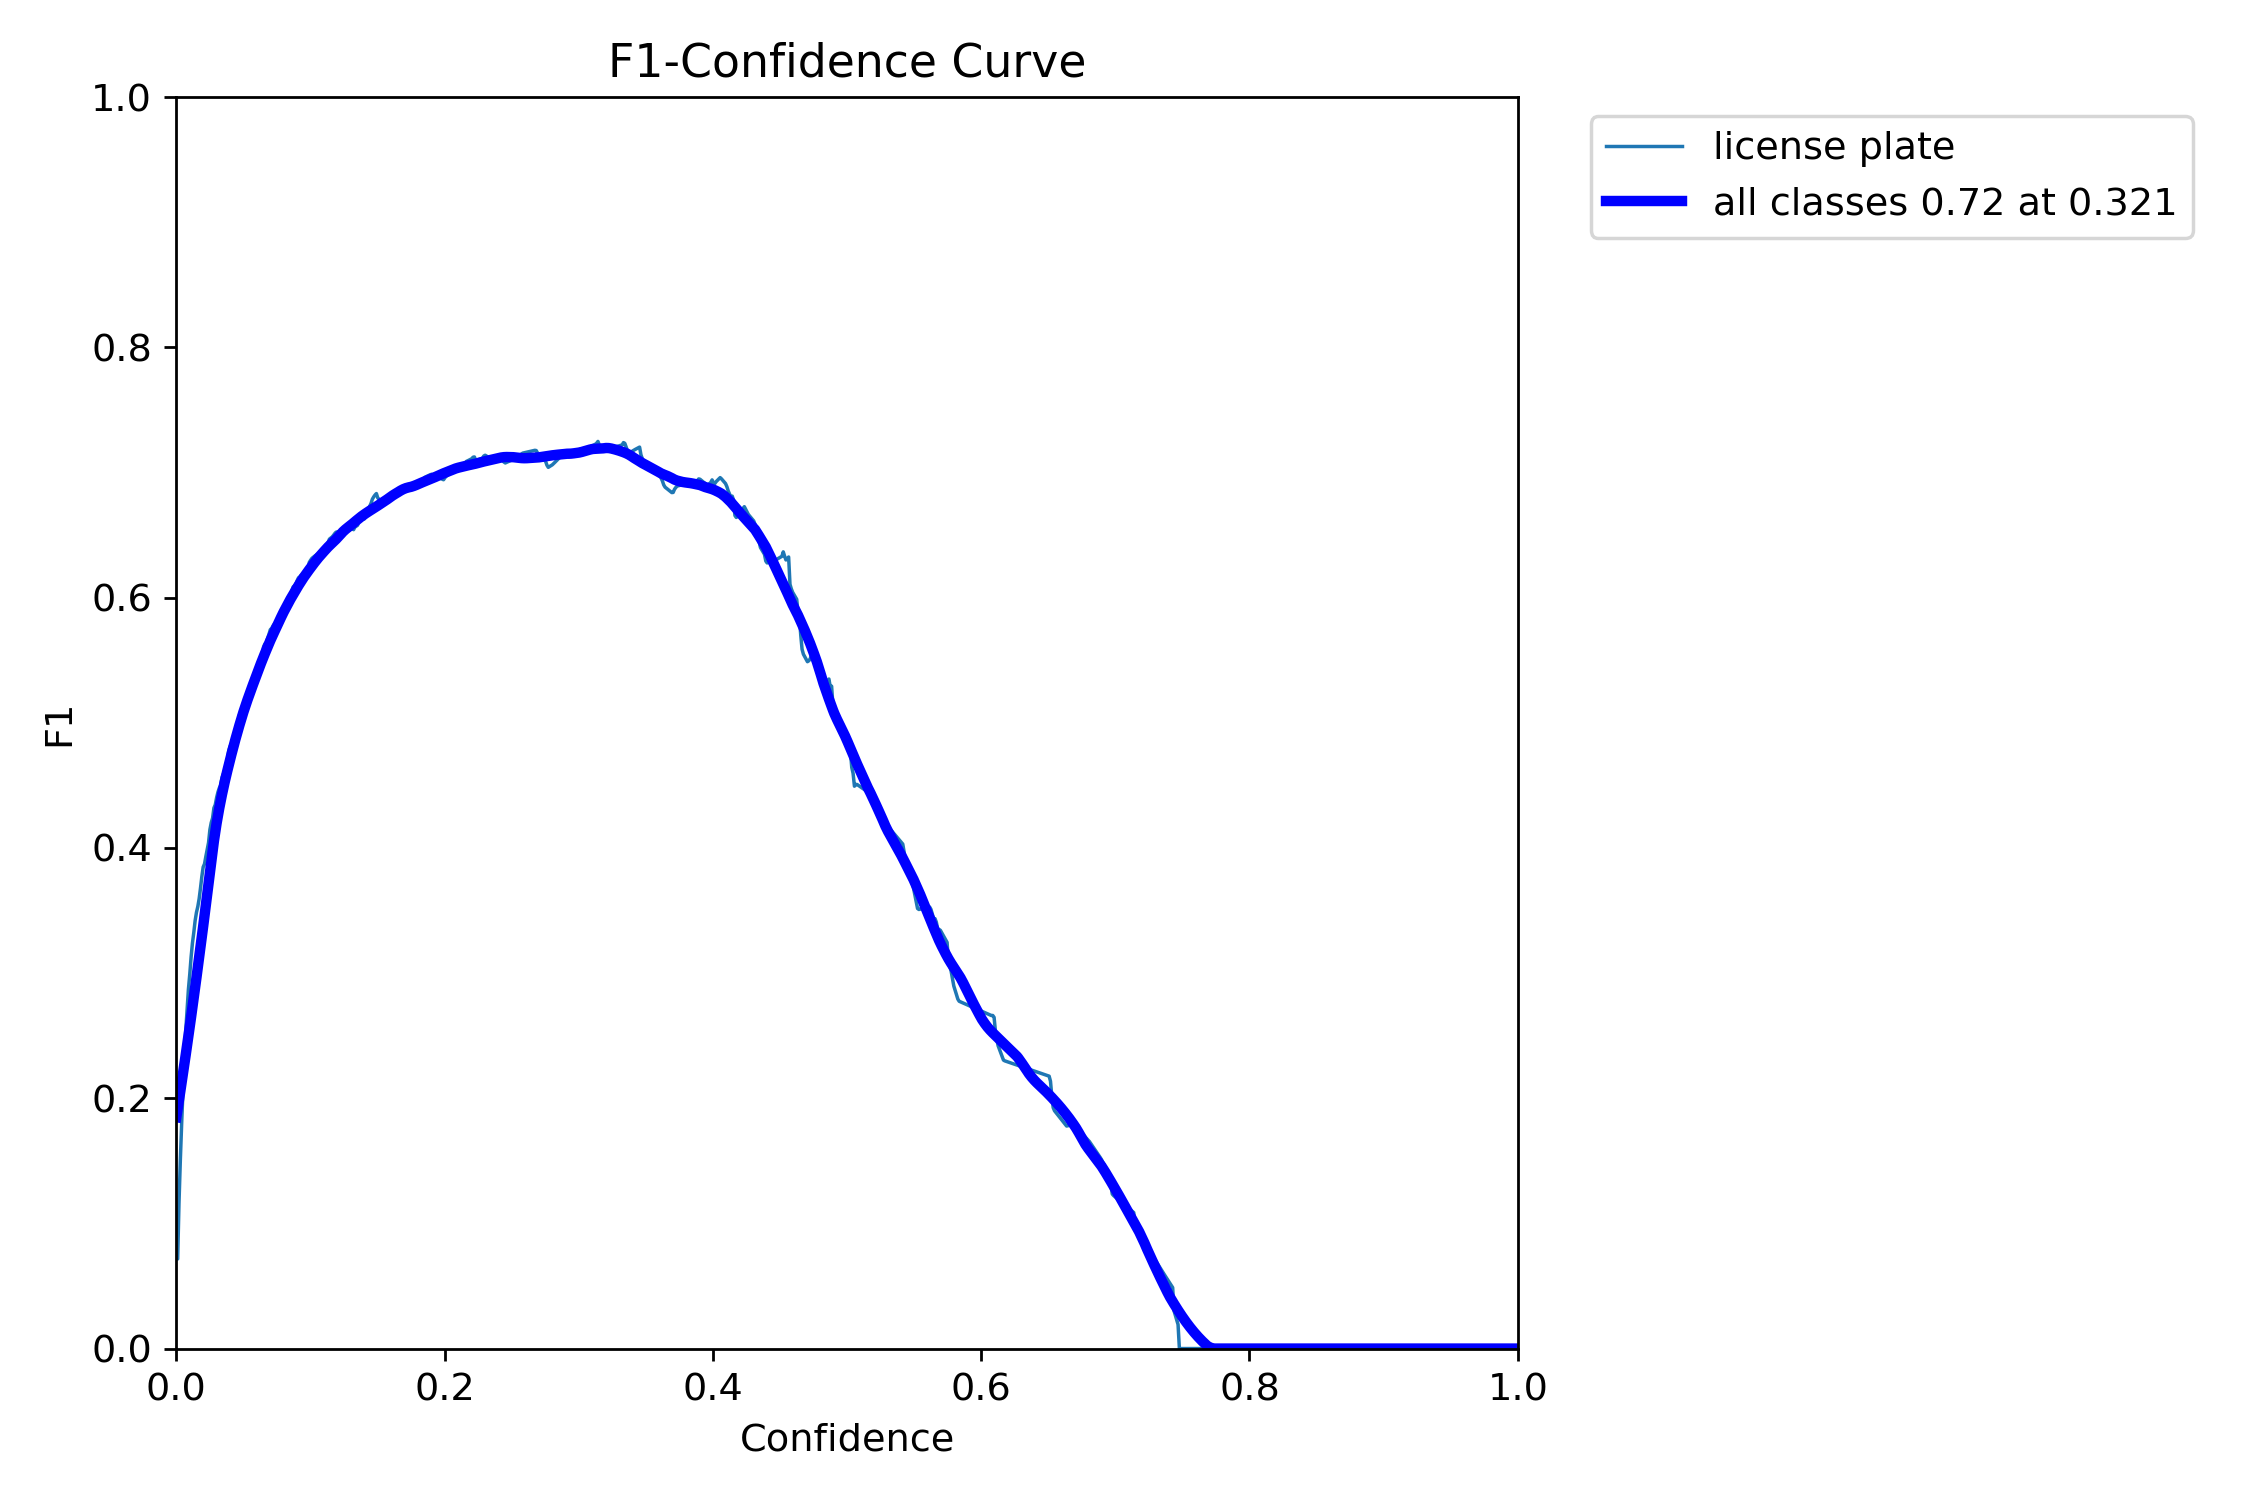 F1-Confidence Curve
1.0
0.8
0.6
0.4
0.2
0.0
F1
0.0 0.2 0.4 0.6 0.8 1.0
Confidence
license plate
all classes 0.72 at 0.321